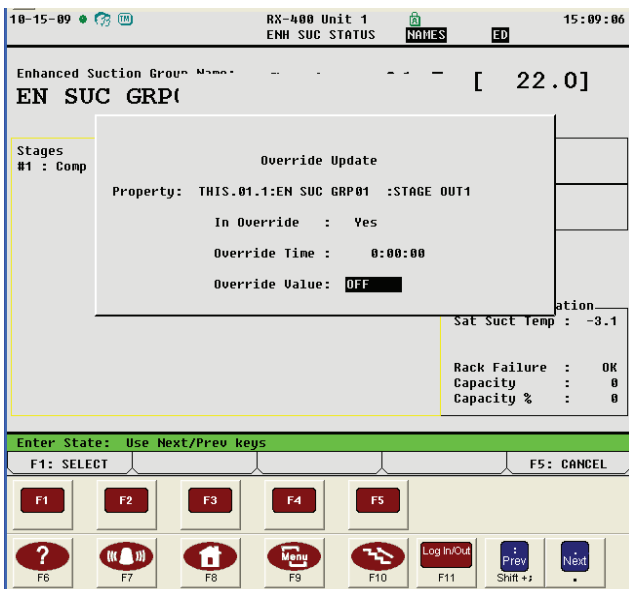 10-15-09 TM RX-400 Unit 1 15:09:06
ENH SUC STATUS NAMES ED
Enhanced Suction Group
EN SUC GRP( [ 22.0]
Stages
#1 : Comp
Override Update
Property: THIS.01.1:EN SUC GRP01 :STAGE OUT1
In Override : Yes
Override Time : 0:00:00
Override Value: OFF
ation
Sat Suct Temp : -3.1
Rack Failure : OK
Capacity : 0
Capacity % : 0
Enter State: Use Next/Prev keys
F1: SELECT F5: CANCEL
F1 F2 F3 F4 F5
? Menu Log In/Out : Prev . Next
F6 F7 F8 F9 F10 F11 Shift +; .